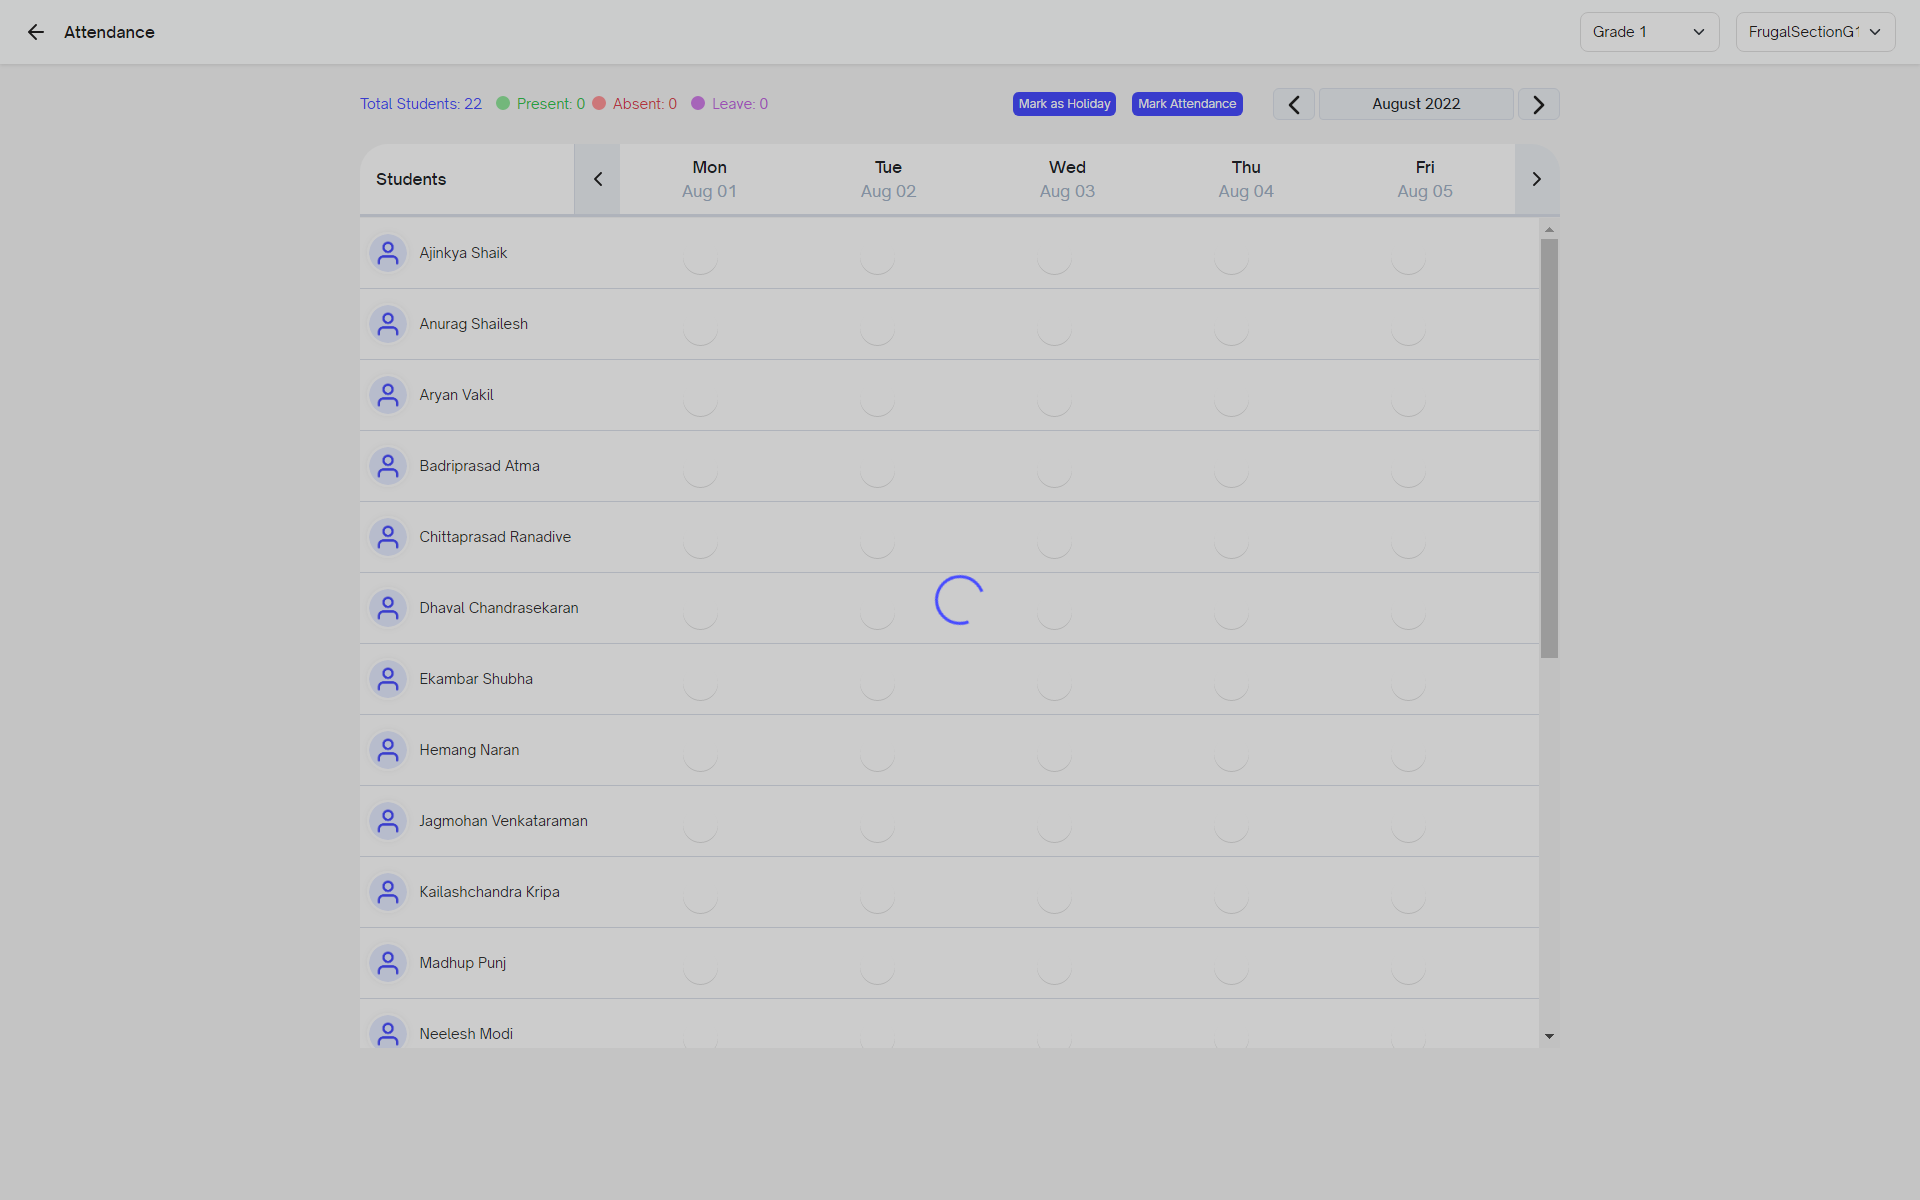 Attendance
Grade 1
FrugalSectionG1
Total Students: 22 Present: 0 Absent: 0 Leave: 0
Mark as Holiday
Mark Attendance
August 2022
Students
Mon Tue Wed Thu Fri
Aug 01 Aug 02 Aug 03 Aug 04 Aug 05
Ajinkya Shaik
Anurag Shailesh
Aryan Vakil
Badriprasad Atma
Chittaprasad Ranadive
Dhaval Chandrasekaran
Ekambar Shubha
Hemang Naran
Jagmohan Venkataraman
Kailashchandra Kripa
Madhup Punj
Neelesh Modi